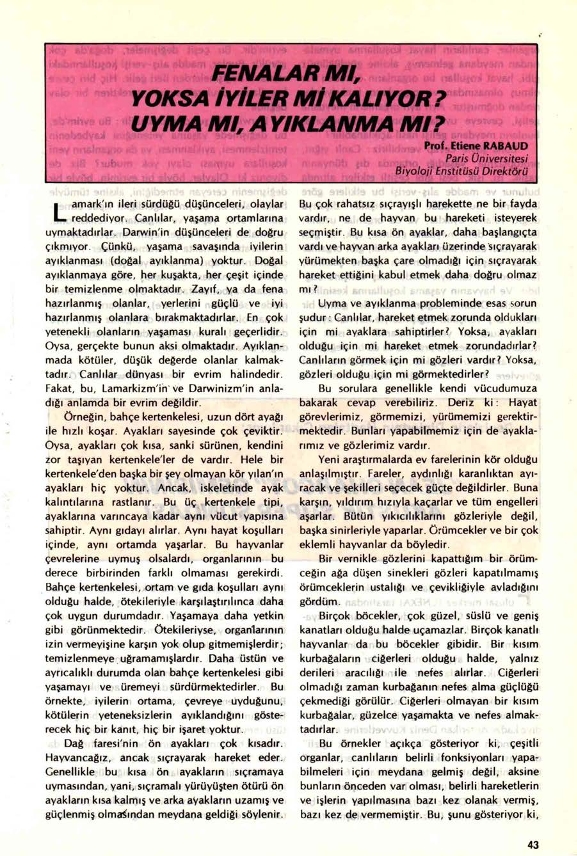 FENALAR MI,
YOKSA İYİLER Mİ KALIYOR?
UYMA MI, AYIKLANMA MI?
Prof. Etiene RABAUD
Paris Üniversitesi
Biyoloji Enstitüsü Direktörü
Lamark'ın ileri sürdüğü düşünceleri, olaylar
reddediyor. Canlılar, yaşama ortamlarına
uymaktadırlar. Darwin'in düşünceleri de doğru
çıkmıyor. Çünkü, yaşama savaşında iyilerin
ayıklanması (doğal ayıklanma) yoktur. Doğal
ayıklanmaya göre, her kuşakta, her çeşit içinde
bir temizlenme olmaktadır. Zayıf, ya da fena
hazırlanmış olanlar, yerlerini güçlü ve iyi
hazırlanmış olanlara bırakmaktadırlar. En çok
yetenekli olanların yaşaması kuralı geçerlidir.
Oysa, gerçekte bunun aksi olmaktadır. Ayıklan-
mada kötüler, düşük değerde olanlar kalmak-
tadır. Canlılar dünyası bir evrim halindedir.
Fakat, bu, Lamarkizm'in ve Darwinizm'in anla-
dığı anlamda bir evrim değildir.
Örneğin, bahçe kertenkelesi, uzun dört ayağı
ile hızlı koşar. Ayakları sayesinde çok çeviktir.
Oysa, ayakları çok kısa, sanki sürünen, kendini
zor taşıyan kertenkele'ler de vardır. Hele bir
kertenkele'den başka bir şey olmayan kör yılan'ın
ayakları hiç yoktur. Ancak, iskeletinde ayak
kalıntılarına rastlanır. Bu üç kertenkele tipi,
ayaklarına varıncaya kadar aynı vücut yapısına
sahiptir. Aynı gıdayı alırlar. Aynı hayat koşulları
içinde, aynı ortamda yaşarlar. Bu hayvanlar
çevrelerine uymuş olsalardı, organlarının bu
derece birbirinden farklı olmaması gerekirdi.
Bahçe kertenkelesi, ortam ve gıda koşulları aynı
olduğu halde, ötekileriyle karşılaştırılınca daha
çok uygun durumdadır. Yaşamaya daha yetkin
gibi görünmektedir. Ötekileriyse, organlarının
izin vermeyişine karşın yok olup gitmemişlerdir;
temizlenmeye uğramamışlardır. Daha üstün ve
ayrıcalıklı durumda olan bahçe kertenkelesi gibi
yaşamayı ve üremeyi sürdürmektedirler. Bu
örnekte, iyilerin ortama, çevreye uyduğunu,
kötülerin yeteneksizlerin ayıklandığını göste-
recek hiç bir kanıt, hiç bir işaret yoktur.
Dağ faresi'nin ön ayakları çok kısadır.
Hayvancağız, ancak sıçrayarak hareket eder.
Genellikle bu kısa ön ayakların sıçramaya
uymasından, yani, sıçramalı yürüyüşten ötürü ön
ayakların kısa kalmış ve arka ayakların uzamış ve
güçlenmiş olmasından meydana geldiği söylenir.
Bu çok rahatsız sıçrayışlı harekette ne bir fayda
vardır, ne de hayvan bu hareketi isteyerek
seçmiştir. Bu kısa ön ayaklar, daha başlangıçta
vardı ve hayvan arka ayakları üzerinde sıçrayarak
yürümekten başka çare olmadığı için sıçrayarak
hareket ettiğini kabul etmek daha doğru olmaz
mı?
Uyma ve ayıklanma probleminde esas sorun
şudur: Canlılar, hareket etmek zorunda oldukları
için mi ayaklara sahiptirler? Yoksa, ayakları
olduğu için mi hareket etmek zorundadırlar?
Canlıların görmek için mi gözleri vardır? Yoksa,
gözleri olduğu için mi görmektedirler?
Bu sorulara genellikle kendi vücudumuza
bakarak cevap verebiliriz. Deriz ki: Hayat
görevlerimiz, görmemizi, yürümemizi gerektir-
mektedir. Bunları yapabilmemiz için de ayakla-
rımız ve gözlerimiz vardır.
Yeni araştırmalarda ev farelerinin kör olduğu
anlaşılmıştır. Fareler, aydınlığı karanlıktan ayı-
racak ve şekilleri seçecek güçte değildirler. Buna
karşın, yıldırım hızıyla kaçarlar ve tüm engelleri
aşarlar. Bütün yıkıcılıklarını gözleriyle değil,
başka sinirleriyle yaparlar. Örümcekler ve bir çok
eklemli hayvanlar da böyledir.
Bir vernikle gözlerini kapattığım bir örüm-
ceğin ağa düşen sinekleri gözleri kapatılmamış
örümceklerin ustalığı ve çevikliğiyle avladığını
gördüm.
Birçok böcekler, çok güzel, süslü ve geniş
kanatları olduğu halde uçamazlar. Birçok kanatlı
hayvanlar da bu böcekler gibidir. Bir kısım
kurbağaların ciğerleri olduğu halde, yalnız
derileri aracılığı ile nefes alırlar. Ciğerleri
olmadığı zaman kurbağanın nefes alma güçlüğü
çekmediği görülür. Ciğerleri olmayan bir kısım
kurbağalar, güzelce yaşamakta ve nefes almak-
tadırlar.
Bu örnekler açıkça gösteriyor ki, çeşitli
organlar, canlıların belirli fonksiyonları yapa-
bilmeleri için meydana gelmiş değil, aksine
bunların önceden var olması, belirli hareketlerin
ve işlerin yapılmasına bazı kez olanak vermiş,
bazı kez de vermemiştir. Bu, şunu gösteriyor ki,
43